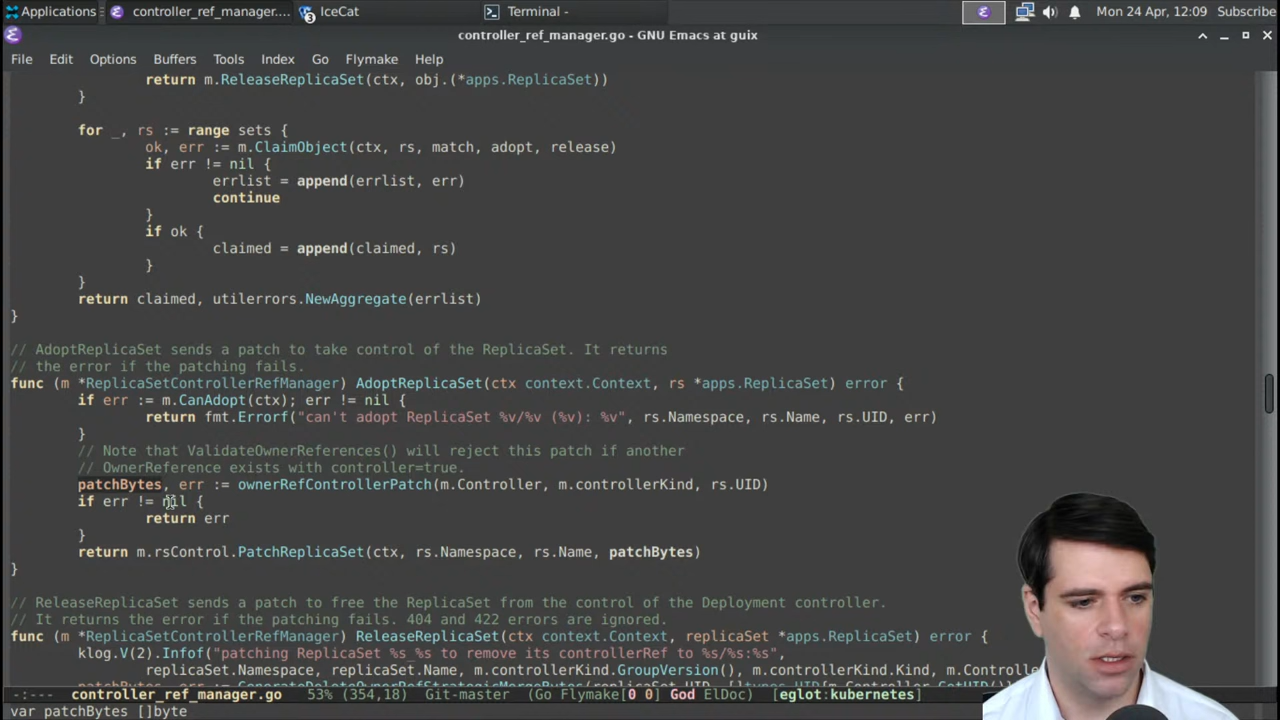 Applications
controller_ref_manager....
3
IceCat
Terminal -
Mon 24 Apr, 12:09
Subscribe
controller_ref_manager.go - GNU Emacs at guix
File Edit Options Buffers Tools Index Go Flymake Help
return m.ReleaseReplicaSet(ctx, obj.(*apps.ReplicaSet))
}
for _, rs := range sets {
ok, err := m.ClaimObject(ctx, rs, match, adopt, release)
if err != nil {
errlist = append(errlist, err)
continue
}
if ok {
claimed = append(claimed, rs)
}
}
return claimed, utilerrors.NewAggregate(errlist)
}
// AdoptReplicaSet sends a patch to take control of the ReplicaSet. It returns
// the error if the patching fails.
func (m *ReplicaSetControllerRefManager) AdoptReplicaSet(ctx context.Context, rs *apps.ReplicaSet) error {
if err := m.CanAdopt(ctx); err != nil {
return fmt.Errorf("can't adopt ReplicaSet %v/%v (%v): %v", rs.Namespace, rs.Name, rs.UID, err)
}
// Note that ValidateOwnerReferences() will reject this patch if another
// OwnerReference exists with controller=true.
patchBytes, err := ownerRefControllerPatch(m.Controller, m.controllerKind, rs.UID)
if err != nil {
return err
}
return m.rsControl.PatchReplicaSet(ctx, rs.Namespace, rs.Name, patchBytes)
}
// ReleaseReplicaSet sends a patch to free the ReplicaSet from the control of the Deployment controller.
// It returns the error if the patching fails. 404 and 422 errors are ignored.
func (m *ReplicaSetControllerRefManager) ReleaseReplicaSet(ctx context.Context, replicaSet *apps.ReplicaSet) error {
klog.V(2).Infof("patching ReplicaSet %s_%s to remove its controllerRef to %s/%s:%s",
replicaSet.Namespace, replicaSet.Name, m.controllerKind.GroupVersion(), m.controllerKind.Kind, m.Contro
-:--- controller_ref_manager.go 53% (354,18) Git-master (Go Flymake[0 0] God ElDoc) [eglot:kubernetes]
var patchBytes []byte